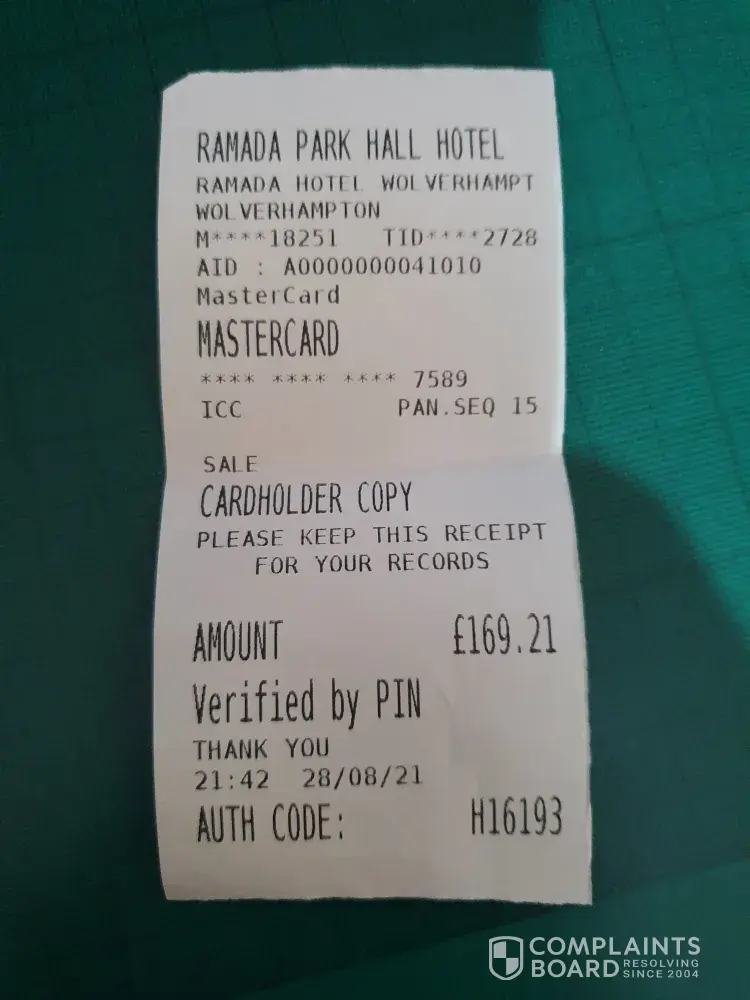 RAMADA PARK HALL HOTEL
RAMADA HOTEL WOLVERHAMPT
WOLVERHAMPTON
M****18251 TID****2728
AID : A0000000041010
MasterCard
MASTERCARD
**** **** **** 7589
ICC PAN.SEQ 15
SALE
CARDHOLDER COPY
PLEASE KEEP THIS RECEIPT
FOR YOUR RECORDS
AMOUNT £169.21
Verified by PIN
THANK YOU
21:42 28/08/21
AUTH CODE: H16193
COMPLAINTS
BOARD RESOLVING
SINCE 2004